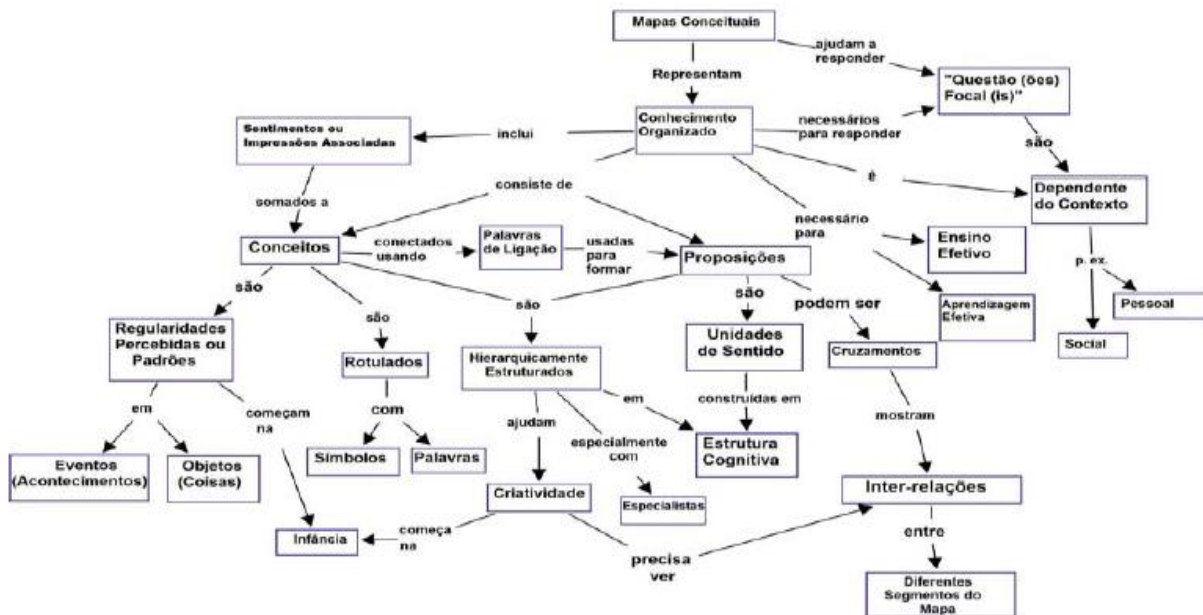 Mapas Conceituais
ajudam a
responder
Representam
"Questão (ões)
Focal (is)"
Sentimentos ou
Impressões Associadas
inclui
Conhecimento
Organizado
necessários
para responder
são
consiste de
é
Dependente
do Contexto
somados a
necessário
para
Conceitos
conectados
usando
Palavras
de Ligação
usadas
para
formar
Proposições
Ensino
Efetivo
p. ex.
são
são
são
são
podem ser
Aprendizagem
Efetiva
Pessoal
Social
Regularidades
Percebidas ou
Padrões
Rotulados
Hierarquicamente
Estruturados
Unidades
de Sentido
Cruzamentos
em
começam
na
com
ajudam
em
construídas em
mostram
especialmente
com
Eventos
(Acontecimentos)
Objetos
(Coisas)
Símbolos
Palavras
Estrutura
Cognitiva
Criatividade
Especialistas
Inter-relações
Infância
começa
na
precisa
ver
entre
Diferentes
Segmentos do
Mapa